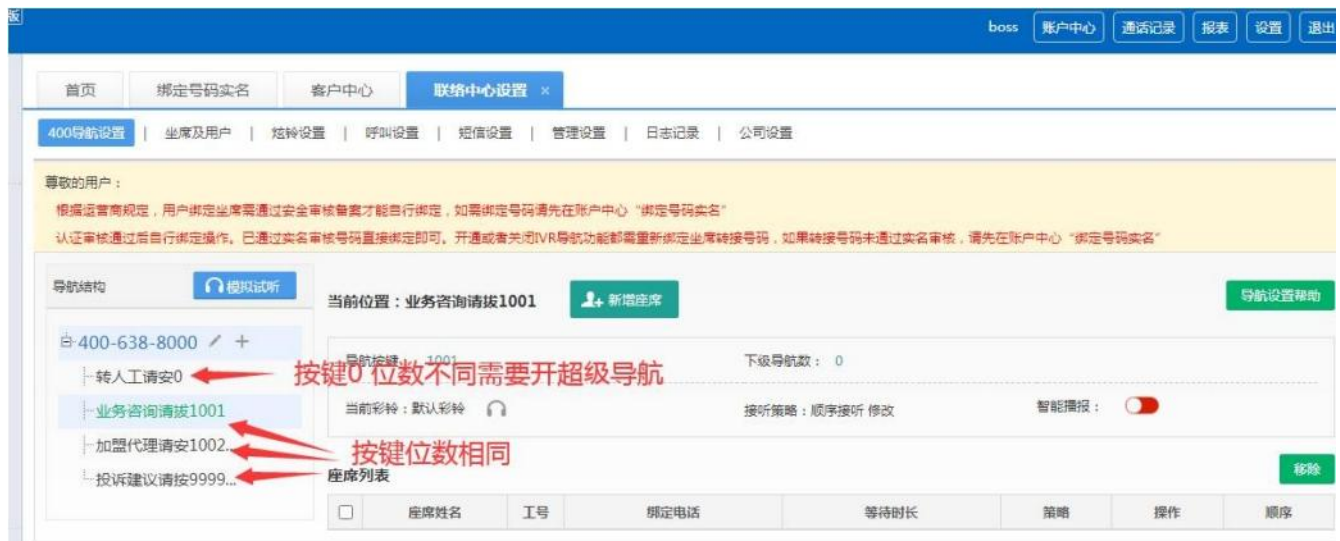 版
boss 账户中心 通话记录 报表 设置 退出
首页 绑定号码实名 客户中心 联络中心设置 ×
400导航设置 | 坐席及用户 | 炫铃设置 | 呼叫设置 | 短信设置 | 管理设置 | 日志记录 | 公司设置
尊敬的用户：
根据运营商规定，用户绑定坐席需通过安全审核备案才能自行绑定，如需绑定号码请先在账户中心“绑定号码实名”
认证审核通过后自行绑定操作。已通过实名审核号码直接绑定即可。开通或者关闭IVR导航功能都需重新绑定坐席转接号码，如果转接号码未通过实名审核，请先在账户中心“绑定号码实名”
导航结构 模拟试听
当前位置：业务咨询请拔1001 新增座席 导航设置帮助
400-638-8000
转人工请安0
业务咨询请拔1001
加盟代理请安1002...
投诉建议请按9999...
按键0 位数不同需要开超级导航
按键位数相同
导航按键 1001 下级导航数： 0
当前彩铃：默认彩铃 接听策略：顺序接听 修改 智能播报：
座席列表 移除
座席姓名 工号 绑定电话 等待时长 策略 操作 顺序